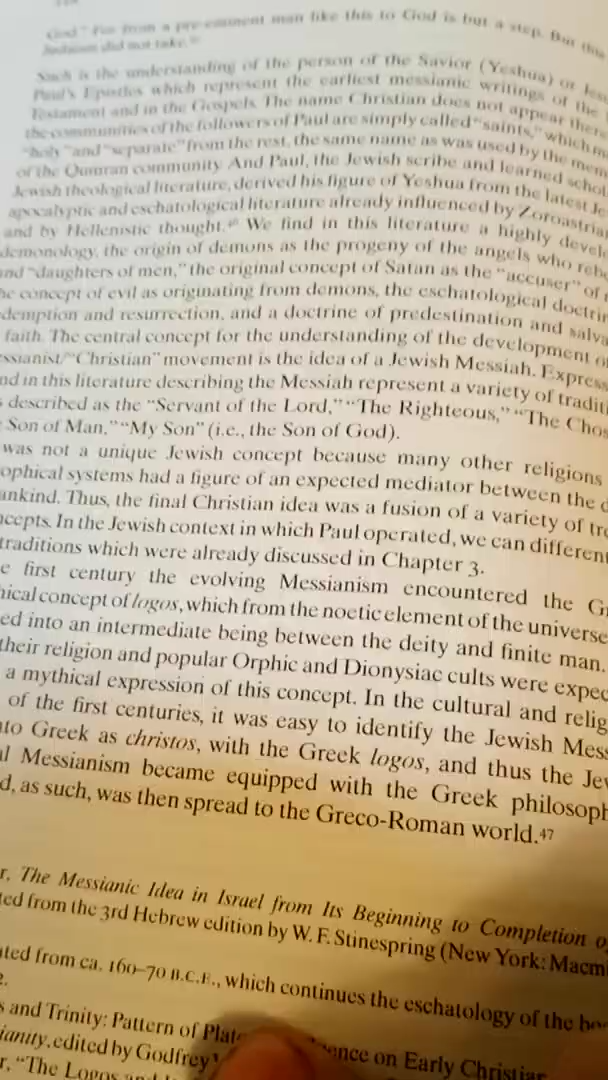 God." For from a pre-eminent man like this to God is but a step. But this
Judaism did not take.
Such is the understanding of the person of the Savior (Yeshua) or Jesu
Paul's Epistles which represent the earliest messianic writings of the
Testament and in the Gospels. The name Christian does not appear there
the communities of the followers of Paul are simply called "saints," which m
"holy" and "separate" from the rest, the same name as was used by the mem
of the Qumran community. And Paul, the Jewish scribe and learned schol
Jewish theological literature, derived his figure of Yeshua from the latest Je
apocalyptic and eschatological literature already influenced by Zoroastrian
and by Hellenistic thought. We find in this literature a highly devel
demonology, the origin of demons as the progeny of the angels who rebe
and "daughters of men," the original concept of Satan as the "accuser" of
he concept of evil as originating from demons, the eschatological doctrin
demption and resurrection, and a doctrine of predestination and salva
faith. The central concept for the understanding of the development of
ssianist/"Christian" movement is the idea of a Jewish Messiah. Express
nd in this literature describing the Messiah represent a variety of traditi
s described as the "Servant of the Lord," "The Righteous," "The Chos
Son of Man," "My Son" (i.e., the Son of God).
was not a unique Jewish concept because many other religions
ophical systems had a figure of an expected mediator between the d
ankind. Thus, the final Christian idea was a fusion of a variety of tra
ncepts. In the Jewish context in which Paul operated, we can different
traditions which were already discussed in Chapter 3.
e first century the evolving Messianism encountered the Gr
hical concept of logos, which from the noetic element of the universe
ed into an intermediate being between the deity and finite man.
their religion and popular Orphic and Dionysiac cults were expec
a mythical expression of this concept. In the cultural and relig
of the first centuries, it was easy to identify the Jewish Mess
nto Greek as christos, with the Greek logos, and thus the Jew
al Messianism became equipped with the Greek philosoph
d, as such, was then spread to the Greco-Roman world.47
r, The Messianic Idea in Israel from Its Beginning to Completion o
ted from the 3rd Hebrew edition by W. F. Stinespring (New York: Macmi
ated from ca. 160–70 B.C.E., which continues the eschatology of the boo
2.
s and Trinity: Pattern of Plato ence on Early Christian
ianity, edited by Godfrey
r, "The Logos and